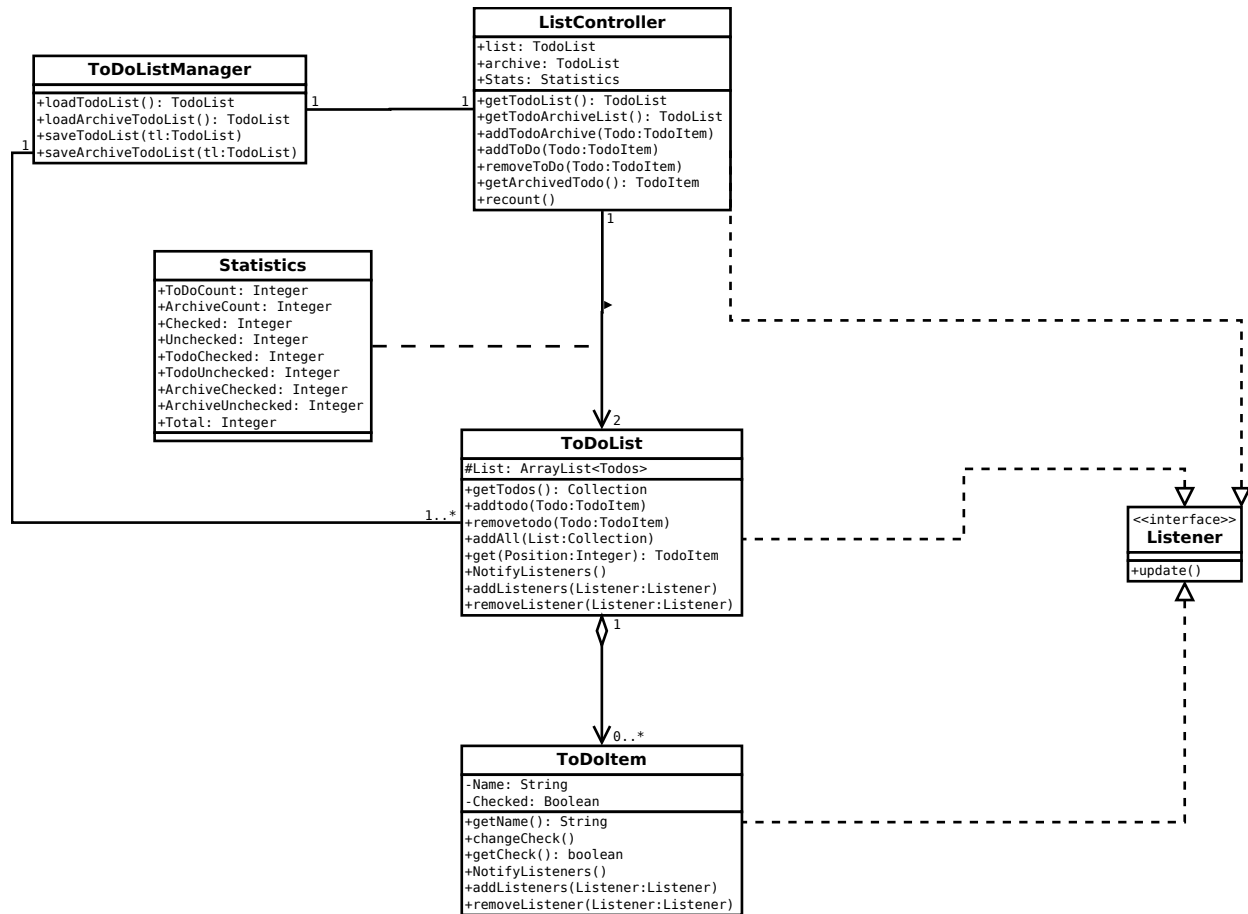 ListController
+list: TodoList
+archive: TodoList
+Stats: Statistics
+getTodoList(): TodoList
+getTodoArchiveList(): TodoList
+addTodoArchive(Todo:TodoItem)
+addToDo(Todo:TodoItem)
+removeToDo(Todo:TodoItem)
+getArchivedTodo(): TodoItem
+recount()
ToDoListManager
+loadTodoList(): TodoList
+loadArchiveTodoList(): TodoList
+saveTodoList(tl:TodoList)
+saveArchiveTodoList(tl:TodoList)
1
1
1
1
Statistics
+ToDoCount: Integer
+ArchiveCount: Integer
+Checked: Integer
+Unchecked: Integer
+TodoChecked: Integer
+TodoUnchecked: Integer
+ArchiveChecked: Integer
+ArchiveUnchecked: Integer
+Total: Integer
2
1..*
ToDoList
#List: ArrayList<Todos>
+getTodos(): Collection
+addtodo(Todo:TodoItem)
+removetodo(Todo:TodoItem)
+addAll(List:Collection)
+get(Position:Integer): TodoItem
+NotifyListeners()
+addListeners(Listener:Listener)
+removeListener(Listener:Listener)
<<interface>>
Listener
+update()
1
0..*
ToDoItem
-Name: String
-Checked: Boolean
+getName(): String
+changeCheck()
+getCheck(): boolean
+NotifyListeners()
+addListeners(Listener:Listener)
+removeListener(Listener:Listener)